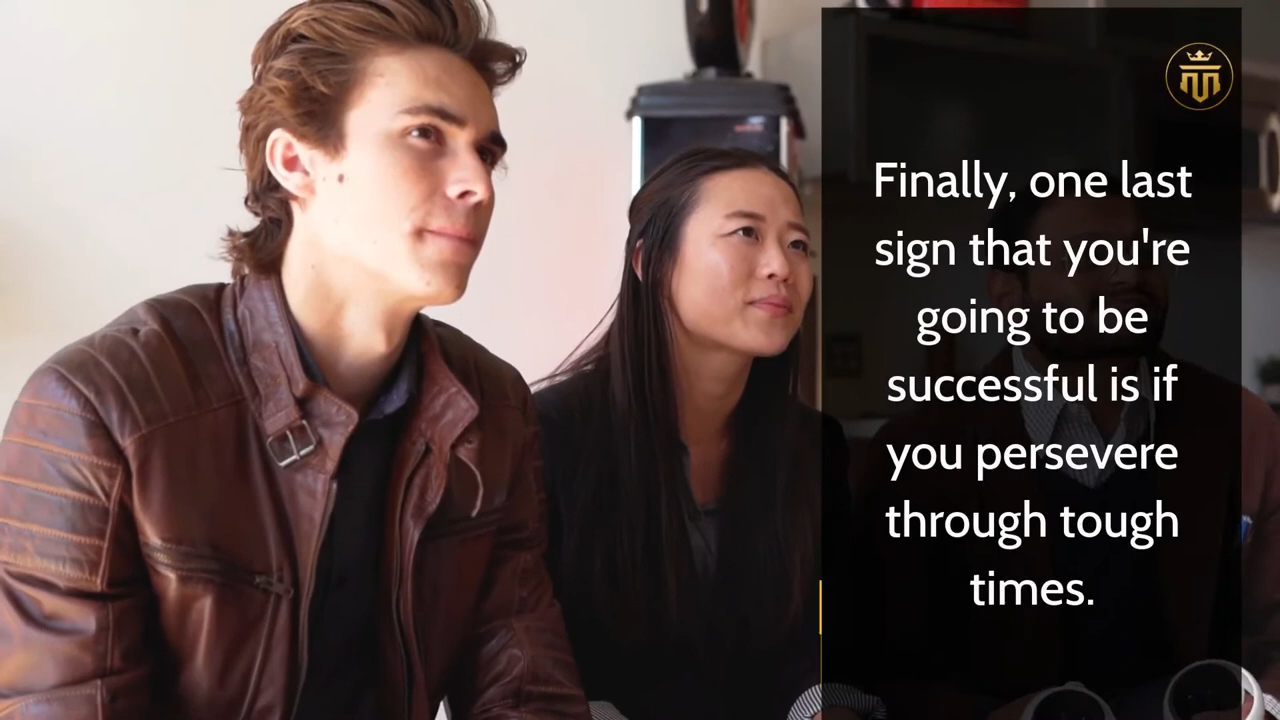 Finally, one last
sign that you're
going to be
successful is if
you persevere
through tough
times.